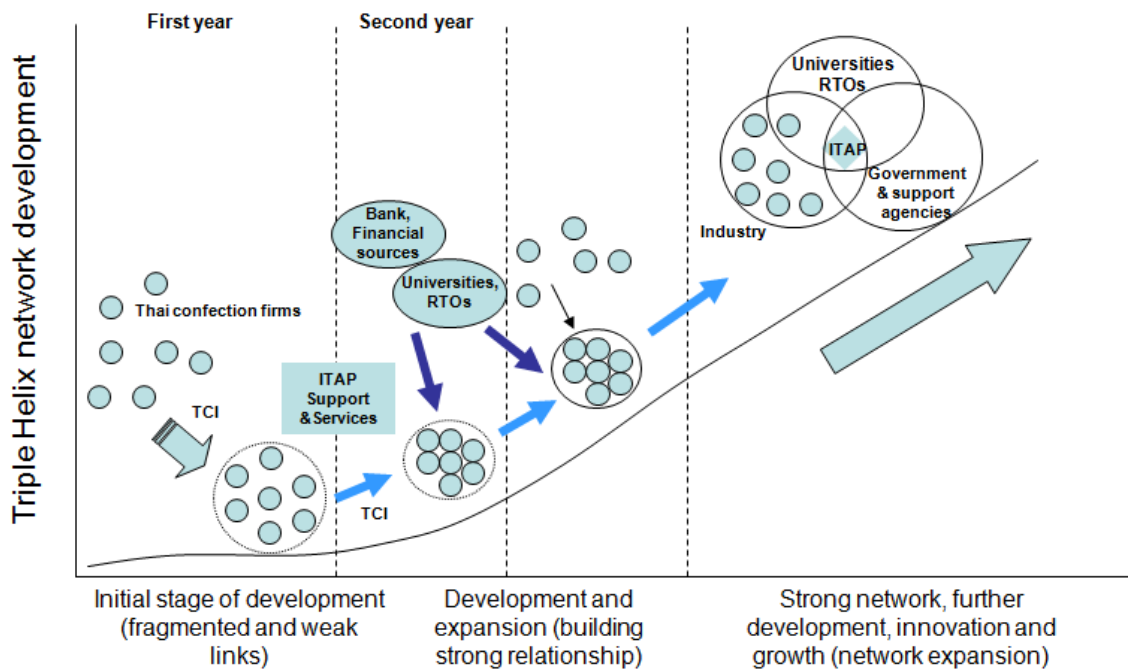 First year
Second year
Triple Helix network development
Universities
RTOs
ITAP
Government
& support
agencies
Industry
Bank,
Financial
sources
Universities,
RTOs
Thai confection firms
ITAP
Support
& Services
TCI
TCI
Initial stage of development
(fragmented and weak
links)
Development and
expansion (building
strong relationship)
Strong network, further
development, innovation and
growth (network expansion)